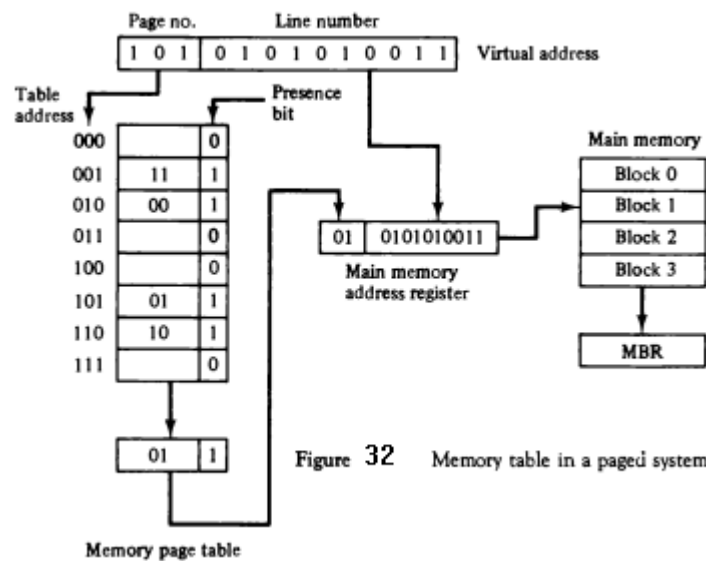 Page no. Line number
1 0 1 0 1 0 1 0 1 0 0 1 1 Virtual address
Table address
Presence bit
000 0
001 11 1
010 00 1
011 0
100 0
101 01 1
110 10 1
111 0
01 1
Memory page table
01 0101010011
Main memory
address register
Main memory
Block 0
Block 1
Block 2
Block 3
MBR
Figure 32 Memory table in a paged system